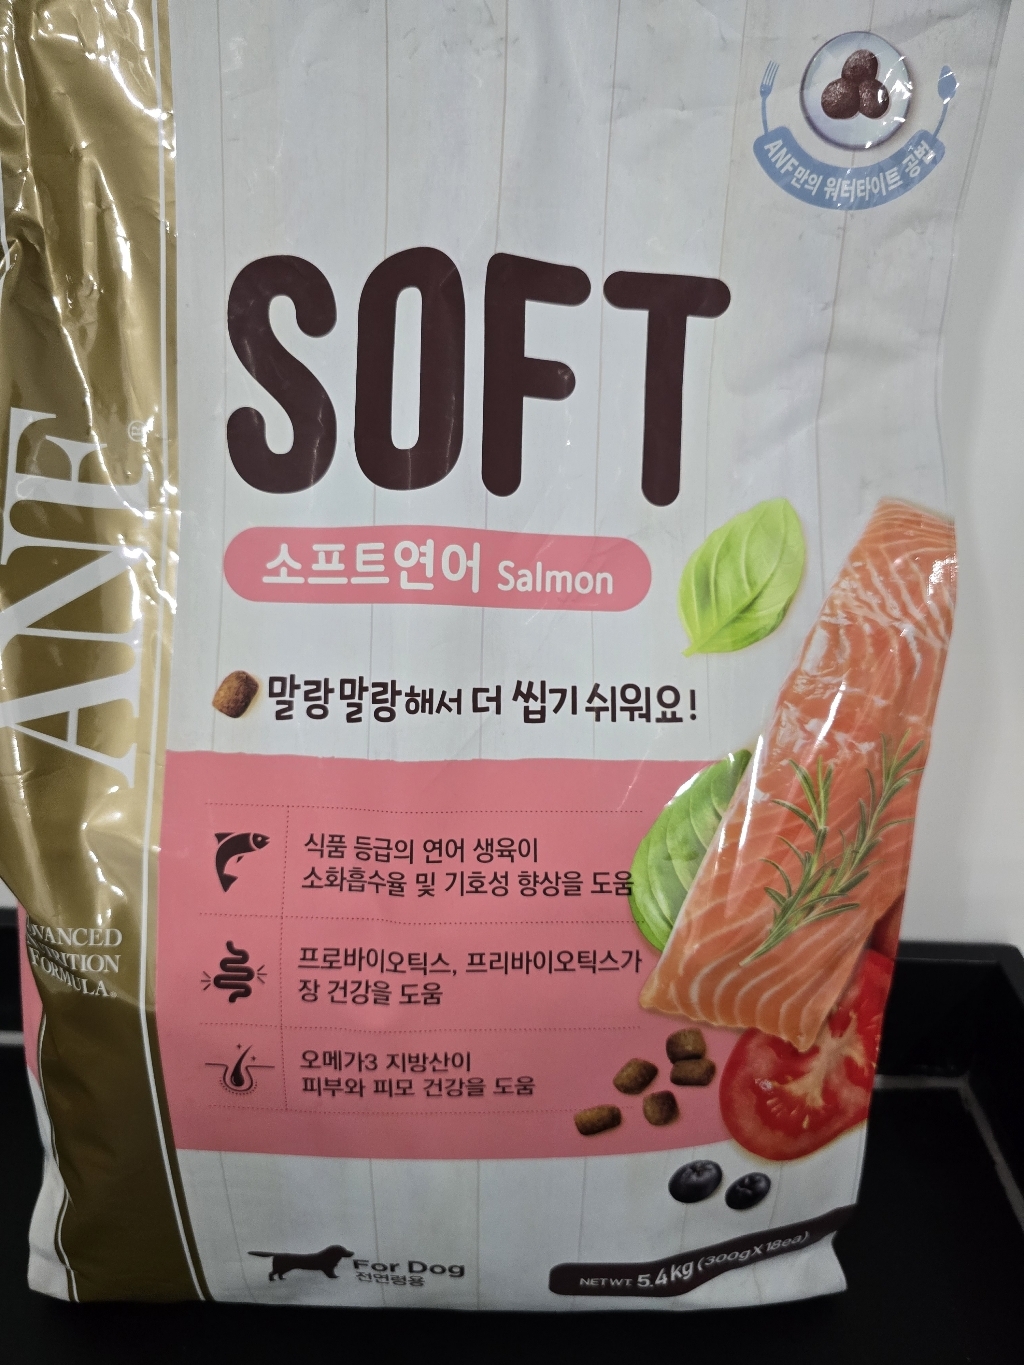 ANF만의 워터타이트 공법
SOFT
소프트연어 Salmon
말랑말랑해서 더 씹기 쉬워요!
ANF®
식품 등급의 연어 생육이
소화흡수율 및 기호성 향상을 도움
프로바이오틱스, 프리바이오틱스가
장 건강을 도움
오메가3 지방산이
피부와 피모 건강을 도움
ADVANCED
NUTRITION
FORMULA®
For Dog
전연령용
NET WT. 5.4kg (300gX18ea)